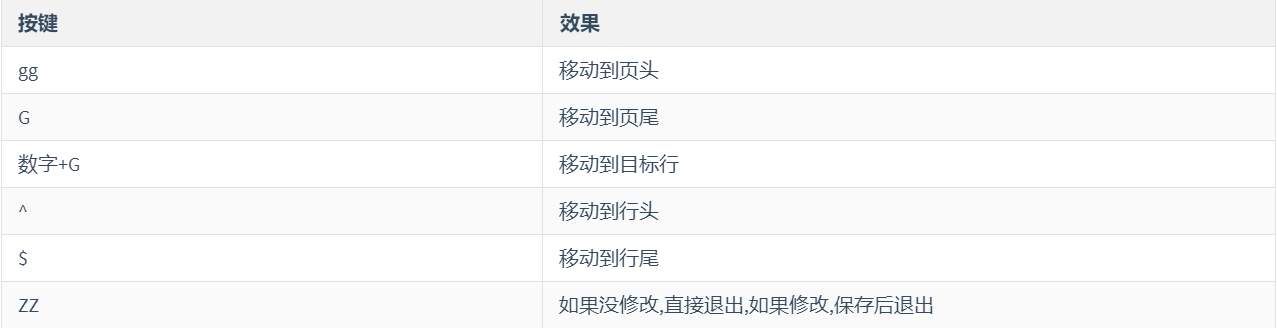 按键 效果
gg 移动到页头
G 移动到页尾
数字+G 移动到目标行
^ 移动到行头
$ 移动到行尾
ZZ 如果没修改,直接退出,如果修改,保存后退出